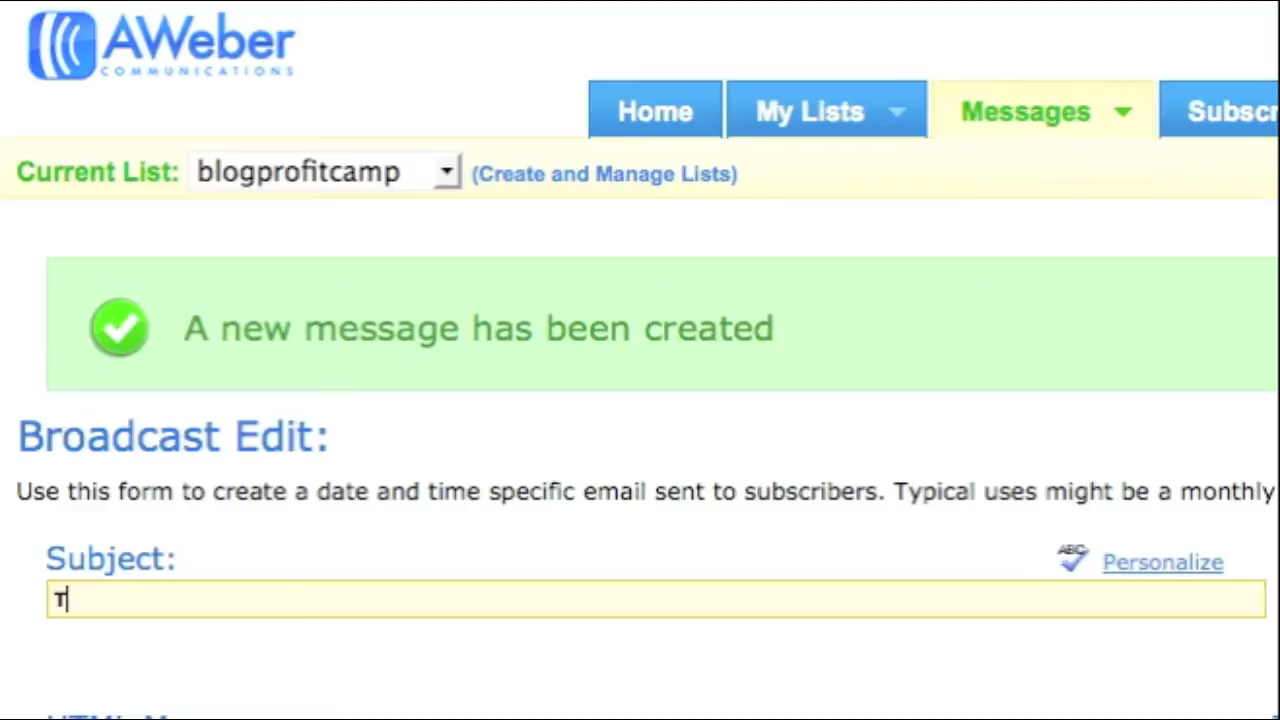 AWeber
COMMUNICATIONS
Home My Lists Messages Subscr
Current List: blogprofitcamp (Create and Manage Lists)
A new message has been created
Broadcast Edit:
Use this form to create a date and time specific email sent to subscribers. Typical uses might be a monthly
Subject: ABC Personalize
T